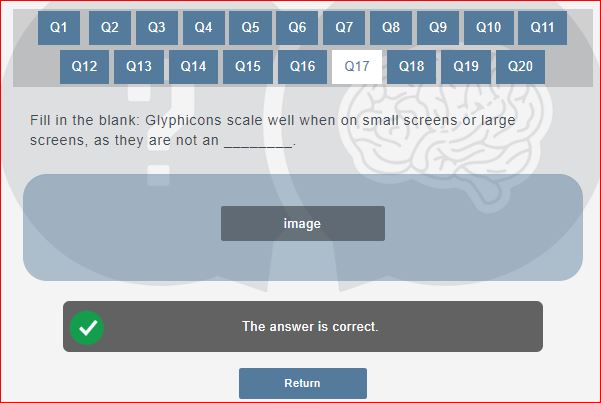 Q1 Q2 Q3 Q4 Q5 Q6 Q7 Q8 Q9 Q10 Q11
Q12 Q13 Q14 Q15 Q16 Q17 Q18 Q19 Q20
Fill in the blank: Glyphicons scale well when on small screens or large
screens, as they are not an ________.
image
The answer is correct.
Return